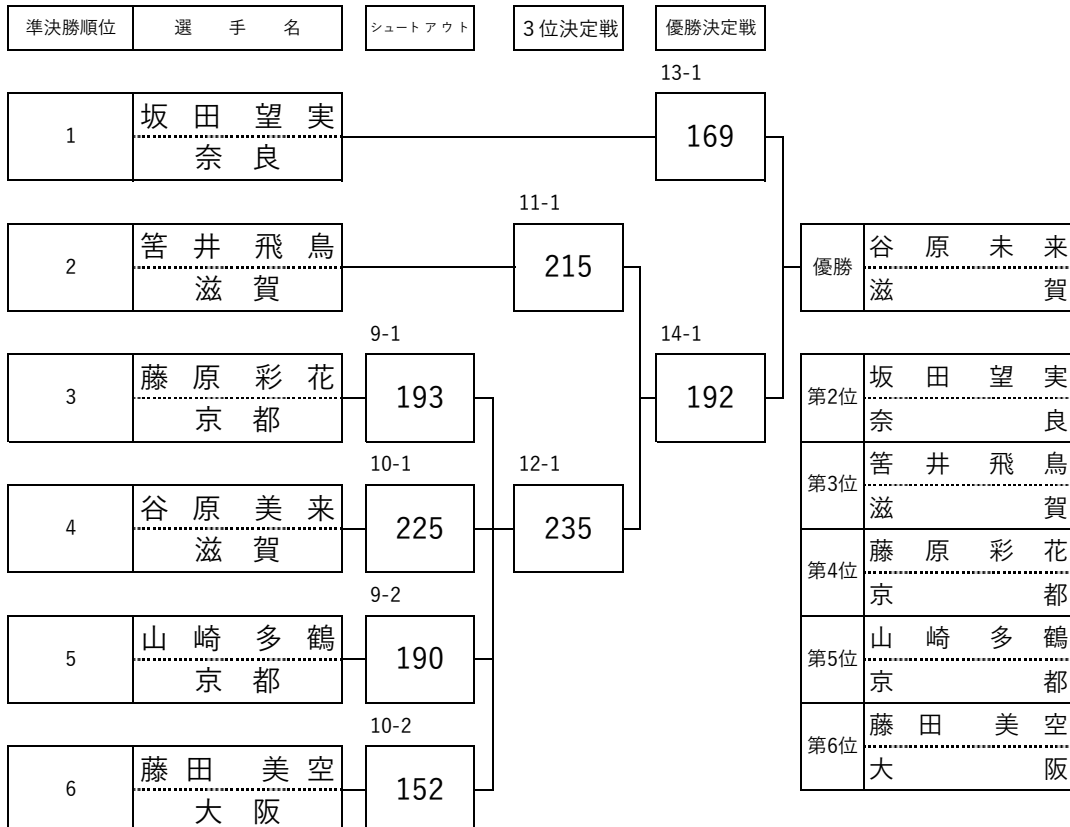 準決勝順位 選手名 シュートアウト 3位決定戦 優勝決定戦
13-1
1 坂田望実 169
奈良
11-1
2 筈井飛鳥 215
滋賀
優勝 谷原未来
滋賀
9-1 14-1
3 藤原彩花 193 192
京都
10-1 12-1
4 谷原美来 225 235
滋賀
9-2
5 山崎多鶴 190
京都
10-2
6 藤田美空 152
大阪
第2位 坂田望実
奈良
第3位 筈井飛鳥
滋賀
第4位 藤原彩花
京都
第5位 山崎多鶴
京都
第6位 藤田美空
大阪